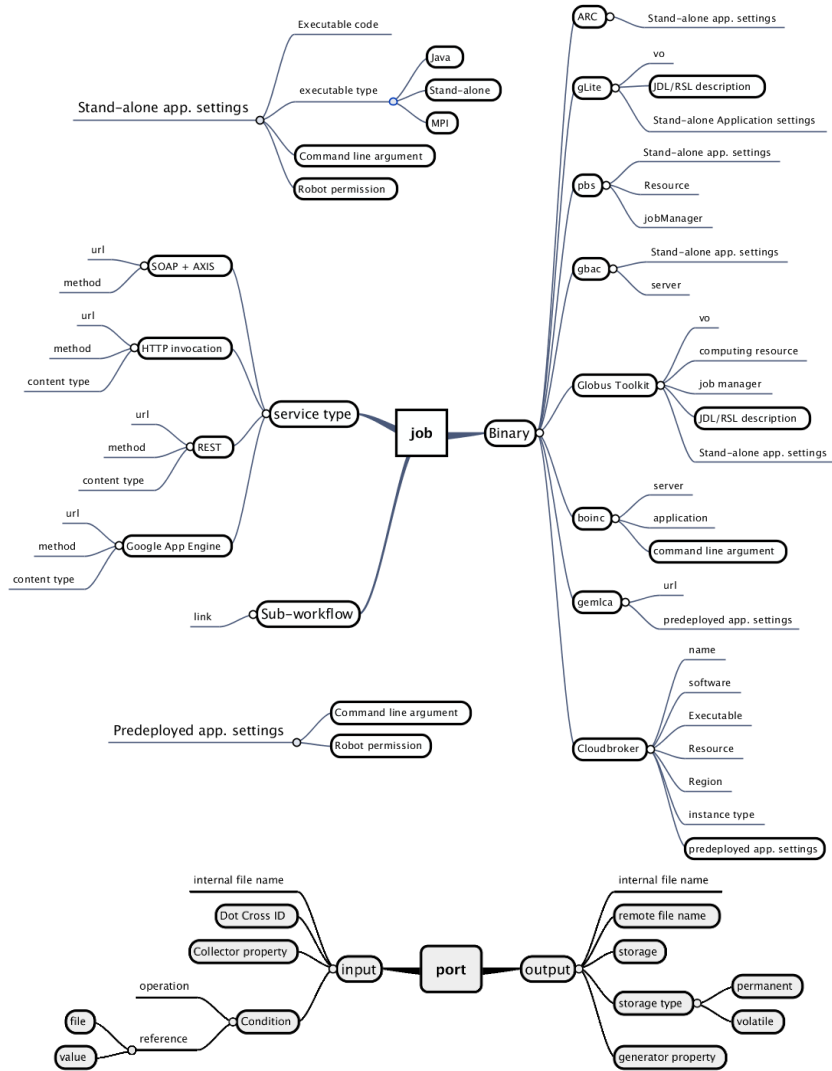 Stand-alone app. settings
Executable code
executable type
Java
Stand-alone
MPI
Command line argument
Robot permission
job
service type
SOAP + AXIS
url
method
HTTP invocation
url
method
content type
REST
url
method
content type
Google App Engine
url
method
content type
Sub-workflow
link
Binary
ARC
Stand-alone app. settings
gLite
vo
JDL/RSL description
Stand-alone Application settings
pbs
Stand-alone app. settings
Resource
jobManager
gbac
Stand-alone app. settings
server
Globus Toolkit
vo
computing resource
job manager
JDL/RSL description
Stand-alone app. settings
boinc
server
application
command line argument
gemlca
url
predeployed app. settings
Cloudbroker
name
software
Executable
Resource
Region
instance type
predeployed app. settings
Predeployed app. settings
Command line argument
Robot permission
port
input
internal file name
Dot Cross ID
Collector property
Condition
operation
reference
file
value
output
internal file name
remote file name
storage
storage type
permanent
volatile
generator property